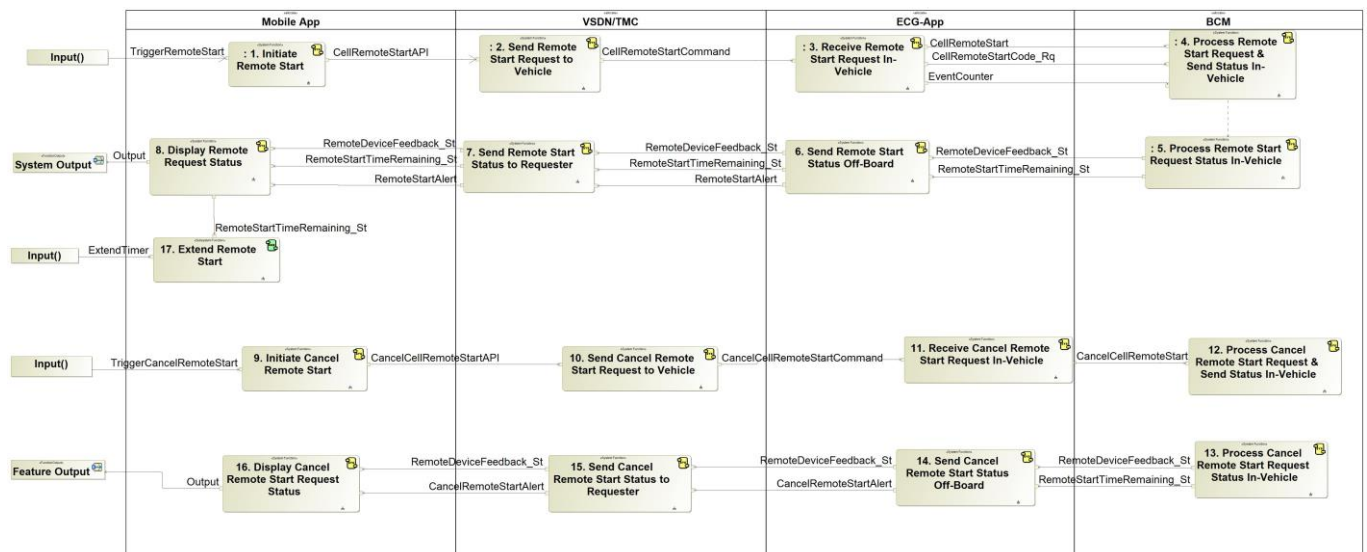 Mobile App
VSDN/TMC
ECG-App
BCM
Input()
TriggerRemoteStart
: 1. Initiate
Remote Start
CellRemoteStartAPI
: 2. Send Remote
Start Request to
Vehicle
CellRemoteStartCommand
: 3. Receive Remote
Start Request In-
Vehicle
CellRemoteStart
CellRemoteStartCode_Rq
EventCounter
: 4. Process Remote
Start Request &
Send Status In-
Vehicle
System Output
Output
8. Display Remote
Request Status
RemoteDeviceFeedback_St
RemoteStartTimeRemaining_St
RemoteStartAlert
7. Send Remote Start
Status to Requester
RemoteDeviceFeedback_St
RemoteStartTimeRemaining_St
RemoteStartAlert
6. Send Remote Start
Status Off-Board
RemoteDeviceFeedback_St
RemoteStartTimeRemaining_St
: 5. Process Remote Start
Request Status In-Vehicle
RemoteStartTimeRemaining_St
Input()
ExtendTimer
17. Extend Remote
Start
Input()
TriggerCancelRemoteStart
9. Initiate Cancel
Remote Start
CancelCellRemoteStartAPI
10. Send Cancel Remote
Start Request to Vehicle
CancelCellRemoteStartCommand
11. Receive Cancel Remote
Start Request In-Vehicle
CancelCellRemoteStart
12. Process Cancel
Remote Start Request &
Send Status In-Vehicle
Feature Output
Output
16. Display Cancel
Remote Start Request
Status
RemoteDeviceFeedback_St
CancelRemoteStartAlert
15. Send Cancel
Remote Start Status to
Requester
RemoteDeviceFeedback_St
CancelRemoteStartAlert
14. Send Cancel
Remote Start Status
Off-Board
RemoteDeviceFeedback_St
RemoteStartTimeRemaining_St
13. Process Cancel
Remote Start Request
Status In-Vehicle